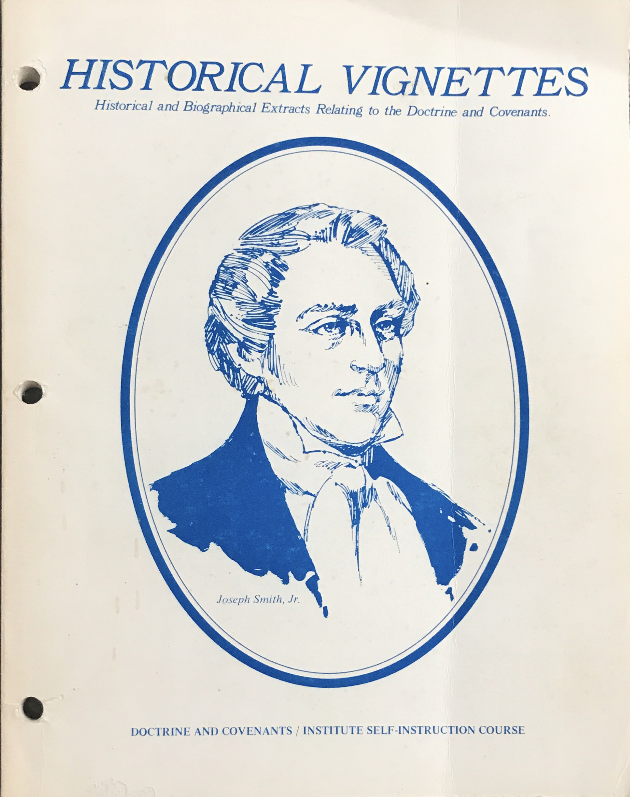 HISTORICAL VIGNETTES
Historical and Biographical Extracts Relating to the Doctrine and Covenants.
Joseph Smith, Jr.
DOCTRINE AND COVENANTS / INSTITUTE SELF-INSTRUCTION COURSE